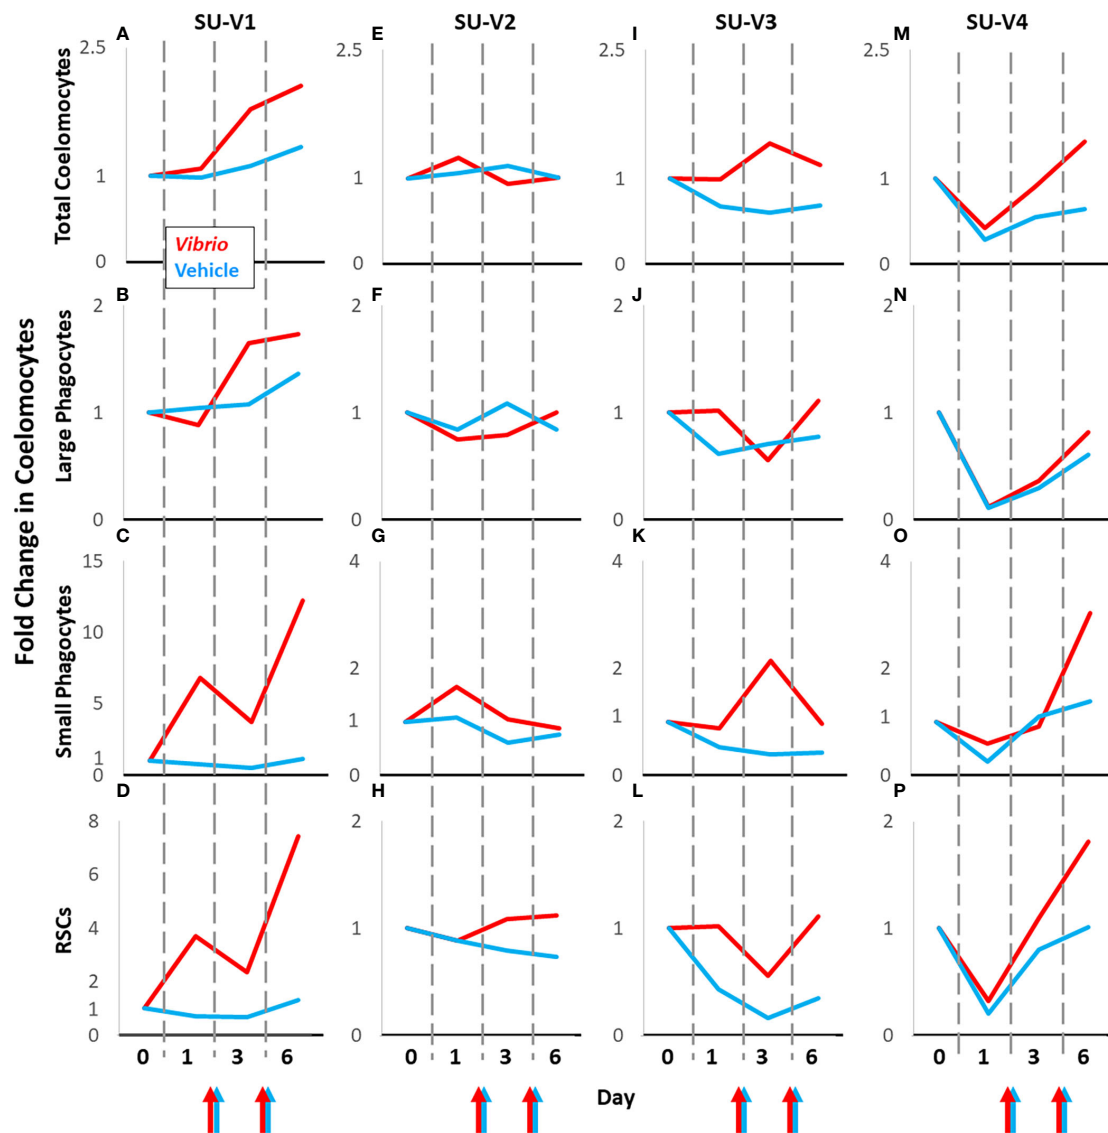 SU-V1 SU-V2 SU-V3 SU-V4
Fold Change in Coelomocytes
Total Coelomocytes
A 2.5 1 0
Vibrio
Vehicle
E 2.5 1 0
I 2.5 1 0
M 2.5 1 0
Large Phagocytes
B 2 1 0
F 2 1 0
J 2 1 0
N 2 1 0
Small Phagocytes
C 15 10 5 1 0
G 4 2 1 0
K 4 2 1 0
O 4 2 1 0
RSCs
D 8 6 4 2 1 0
H 2 1 0
L 2 1 0
P 2 1 0
0 1 3 6 0 1 3 6 0 1 3 6 0 1 3 6
Day